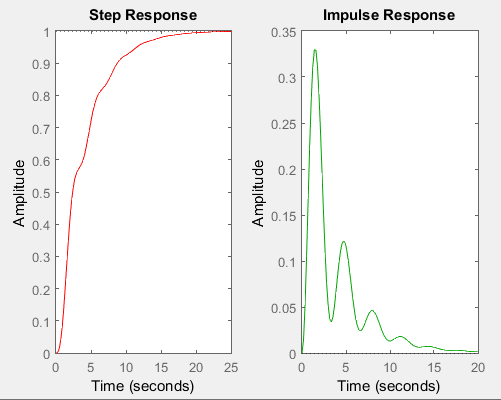 Step Response
1
0.9
0.8
0.7
0.6
0.5
0.4
0.3
0.2
0.1
0
0 5 10 15 20 25
Amplitude
Time (seconds)
Impulse Response
0.35
0.3
0.25
0.2
0.15
0.1
0.05
0
0 5 10 15 20
Amplitude
Time (seconds)